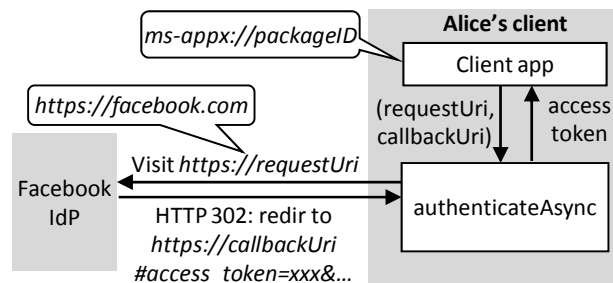 Alice's client
ms-appx://packageID
Client app
https://facebook.com
(requestUri,
callbackUri)
access
token
Visit https://requestUri
Facebook
IdP
authenticateAsync
HTTP 302: redir to
https://callbackUri
#access_token=xxx&...